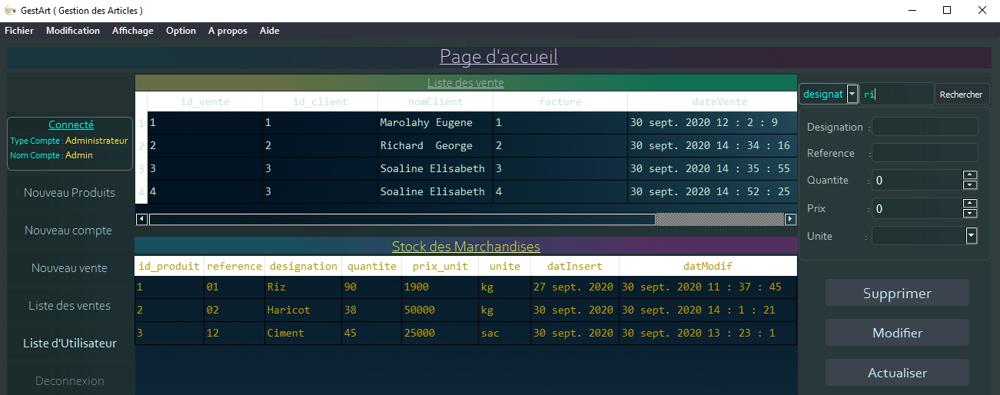 GestArt ( Gestion des Articles )
Fichier Modification Affichage Option A propos Aide
Page d'accueil
Connecté
Type Compte : Administrateur
Nom Compte : Admin
Nouveau Produits
Nouveau compte
Nouveau vente
Liste des ventes
Liste d'Utilisateur
Deconnexion
Liste des vente
id_vente id_client nomClient facture dateVente
1 1 1 Marolahy Eugene 1 30 sept. 2020 12 : 2 : 9
2 2 2 Richard George 2 30 sept. 2020 14 : 34 : 16
3 3 3 Soaline Elisabeth 3 30 sept. 2020 14 : 35 : 55
4 4 3 Soaline Elisabeth 4 30 sept. 2020 14 : 52 : 25
Stock des Marchandises
id_produit reference designation quantite prix_unit unite datInsert datModif
1 01 Riz 90 1900 kg 27 sept. 2020 30 sept. 2020 11 : 37 : 45
2 02 Haricot 38 50000 kg 30 sept. 2020 30 sept. 2020 14 : 1 : 21
3 12 Ciment 45 25000 sac 30 sept. 2020 30 sept. 2020 13 : 23 : 1
designat ri Rechercher
Designation :
Reference :
Quantite : 0
Prix : 0
Unite :
Supprimer
Modifier
Actualiser